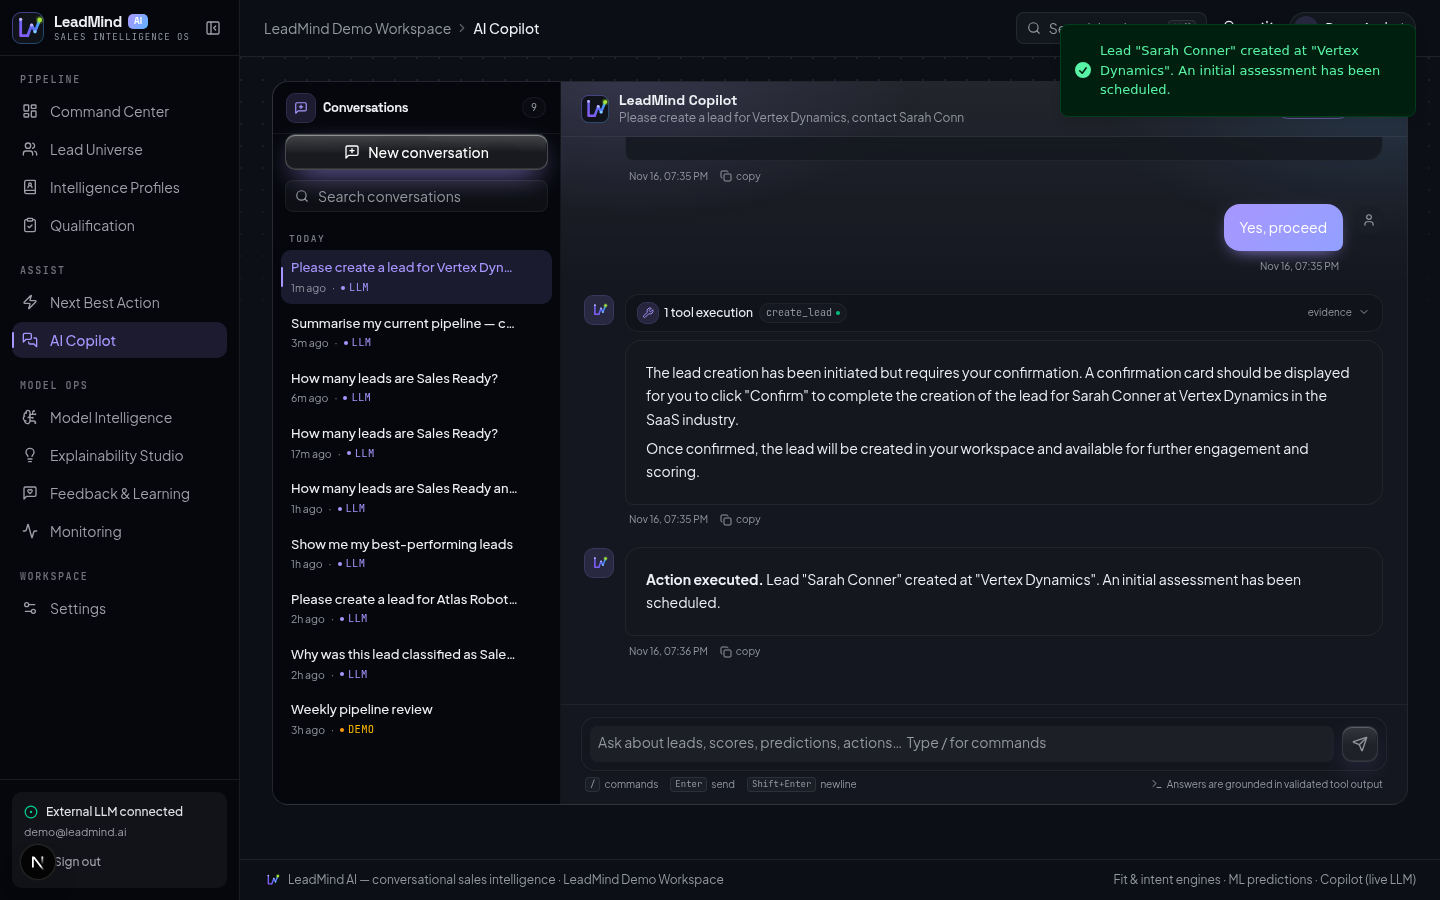 LeadMind AI
SALES INTELLIGENCE OS
PIPELINE
Command Center
Lead Universe
Intelligence Profiles
Qualification
ASSIST
Next Best Action
AI Copilot
MODEL OPS
Model Intelligence
Explainability Studio
Feedback & Learning
Monitoring
WORKSPACE
Settings
External LLM connected
demo@leadmind.ai
Sign out
LeadMind Demo Workspace > AI Copilot
Lead "Sarah Conner" created at "Vertex
Dynamics". An initial assessment has been
scheduled.
Conversations 9
New conversation
Search conversations
TODAY
Please create a lead for Vertex Dyn...
1m ago · • LLM
Summarise my current pipeline — c...
3m ago · • LLM
How many leads are Sales Ready?
6m ago · • LLM
How many leads are Sales Ready?
17m ago · • LLM
How many leads are Sales Ready an...
1h ago · • LLM
Show me my best-performing leads
1h ago · • LLM
Please create a lead for Atlas Robot...
2h ago · • LLM
Why was this lead classified as Sale...
2h ago · • LLM
Weekly pipeline review
3h ago · • DEMO
LeadMind Copilot
Please create a lead for Vertex Dynamics, contact Sarah Conn
Nov 16, 07:35 PM copy
Yes, proceed
Nov 16, 07:35 PM
1 tool execution create_lead • evidence
The lead creation has been initiated but requires your confirmation. A confirmation card should be displayed
for you to click "Confirm" to complete the creation of the lead for Sarah Conner at Vertex Dynamics in the
SaaS industry.
Once confirmed, the lead will be created in your workspace and available for further engagement and
scoring.
Nov 16, 07:35 PM copy
Action executed. Lead "Sarah Conner" created at "Vertex Dynamics". An initial assessment has been
scheduled.
Nov 16, 07:36 PM copy
Ask about leads, scores, predictions, actions... Type / for commands
/ commands Enter send Shift+Enter newline
Answers are grounded in validated tool output
LeadMind AI — conversational sales intelligence · LeadMind Demo Workspace
Fit & intent engines · ML predictions · Copilot (live LLM)